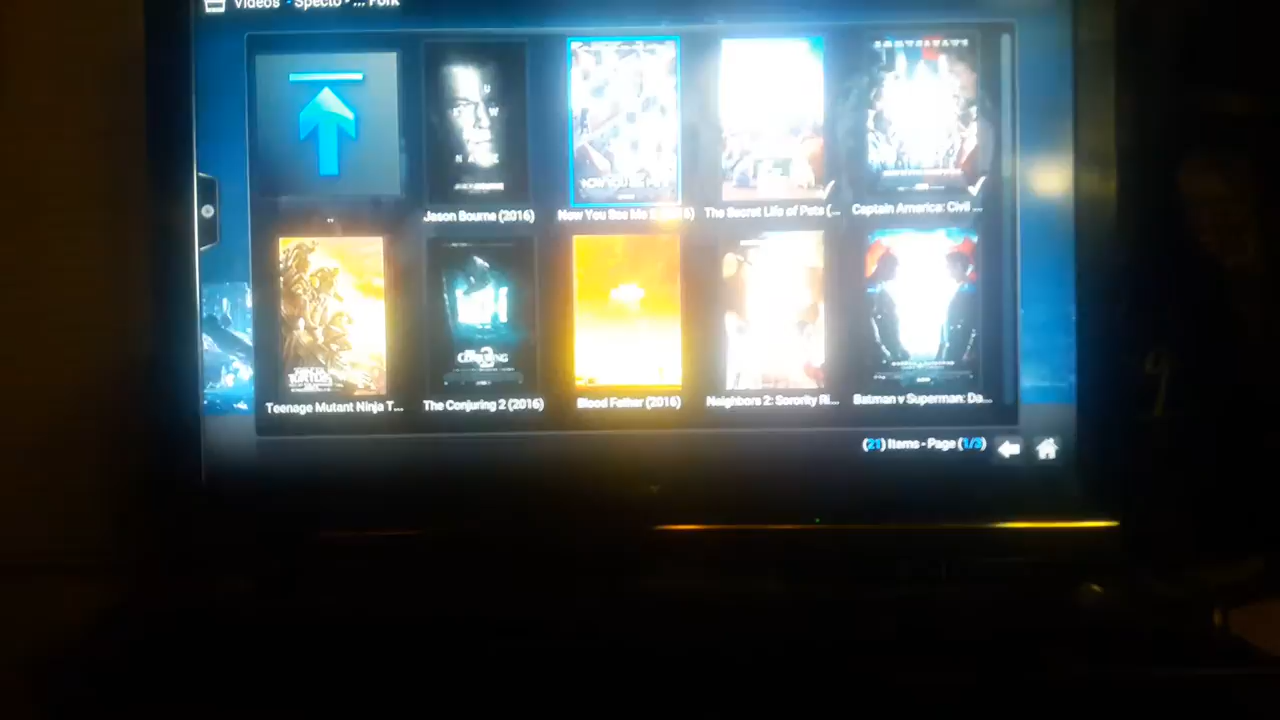 Videos - Specto - ... Fork
..
Jason Bourne (2016)
Now You See Me 2 (2016)
The Secret Life of Pets (...
Captain America: Civil ...
Teenage Mutant Ninja T...
The Conjuring 2 (2016)
Blood Father (2016)
Neighbors 2: Sorority Ri...
Batman v Superman: Da...
(21) Items - Page (1/3)